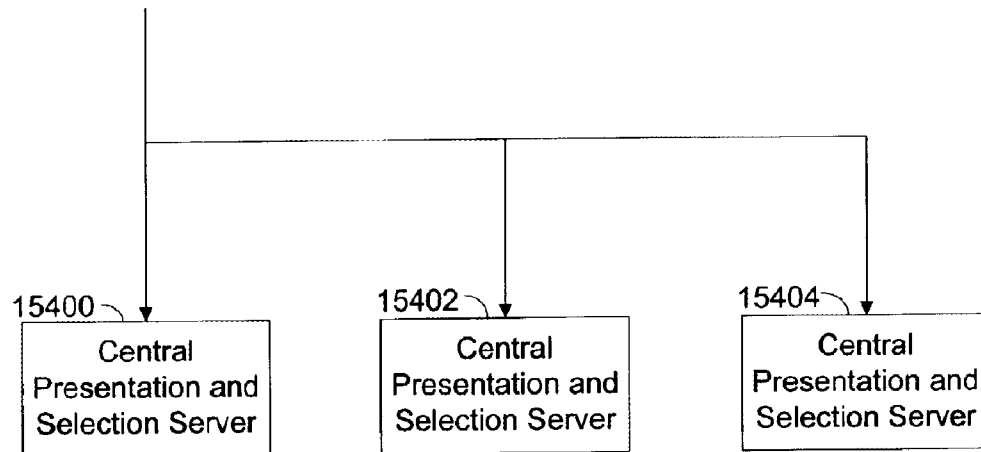 15400
Central
Presentation and
Selection Server
15402
Central
Presentation and
Selection Server
15404
Central
Presentation and
Selection Server